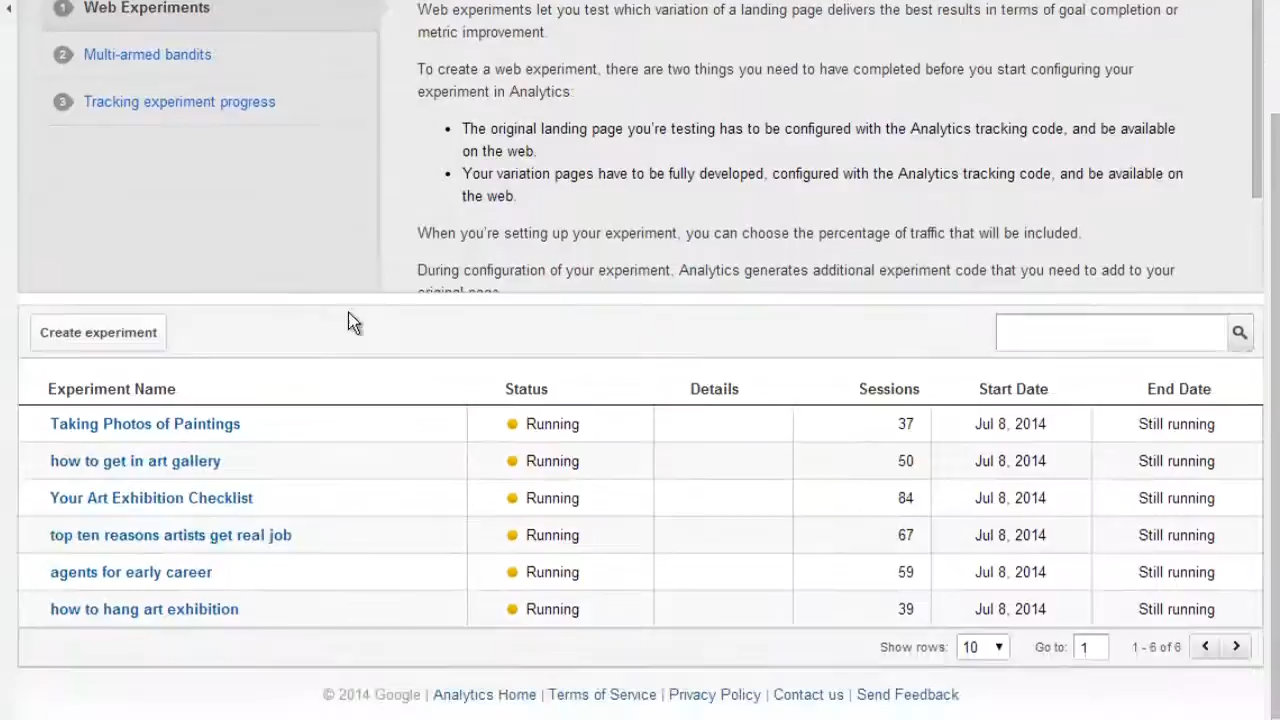 1 Web Experiments
2 Multi-armed bandits
3 Tracking experiment progress
Web experiments let you test which variation of a landing page delivers the best results in terms of goal completion or
metric improvement.
To create a web experiment, there are two things you need to have completed before you start configuring your
experiment in Analytics:
• The original landing page you're testing has to be configured with the Analytics tracking code, and be available
on the web.
• Your variation pages have to be fully developed, configured with the Analytics tracking code, and be available on
the web.
When you're setting up your experiment, you can choose the percentage of traffic that will be included.
During configuration of your experiment, Analytics generates additional experiment code that you need to add to your
original page.
Create experiment
Experiment Name Status Details Sessions Start Date End Date
Taking Photos of Paintings Running 37 Jul 8, 2014 Still running
how to get in art gallery Running 50 Jul 8, 2014 Still running
Your Art Exhibition Checklist Running 84 Jul 8, 2014 Still running
top ten reasons artists get real job Running 67 Jul 8, 2014 Still running
agents for early career Running 59 Jul 8, 2014 Still running
how to hang art exhibition Running 39 Jul 8, 2014 Still running
Show rows: 10 Go to: 1 1 - 6 of 6
© 2014 Google | Analytics Home | Terms of Service | Privacy Policy | Contact us | Send Feedback